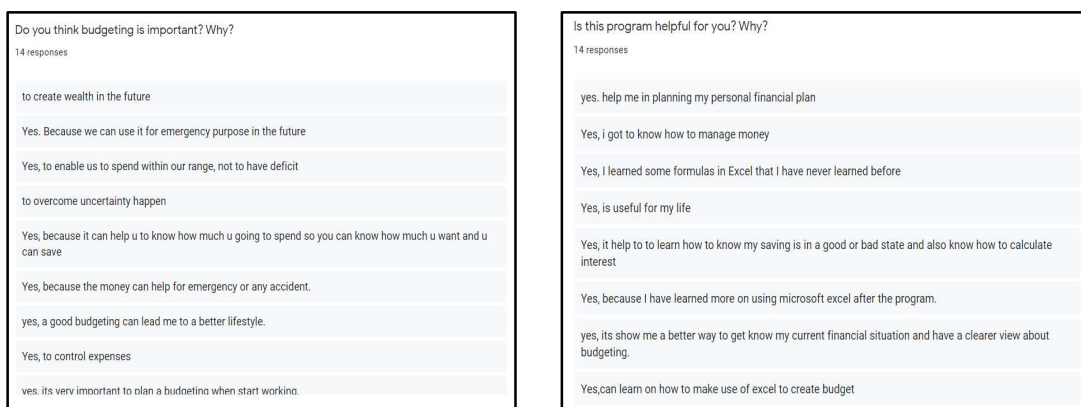 Do you think budgeting is important? Why?
14 responses
to create wealth in the future
Yes. Because we can use it for emergency purpose in the future
Yes, to enable us to spend within our range, not to have deficit
to overcome uncertainty happen
Yes, because it can help u to know how much u going to spend so you can know how much u want and u
can save
Yes, because the money can help for emergency or any accident.
yes, a good budgeting can lead me to a better lifestyle.
Yes, to control expenses
yes. its very important to plan a budgeting when start working.
Is this program helpful for you? Why?
14 responses
yes. help me in planning my personal financial plan
Yes, i got to know how to manage money
Yes, I learned some formulas in Excel that I have never learned before
Yes, is useful for my life
Yes, it help to to learn how to know my saving is in a good or bad state and also know how to calculate
interest
Yes, because I have learned more on using microsoft excel after the program.
yes, its show me a better way to get know my current financial situation and have a clearer view about
budgeting.
Yes,can learn on how to make use of excel to create budget